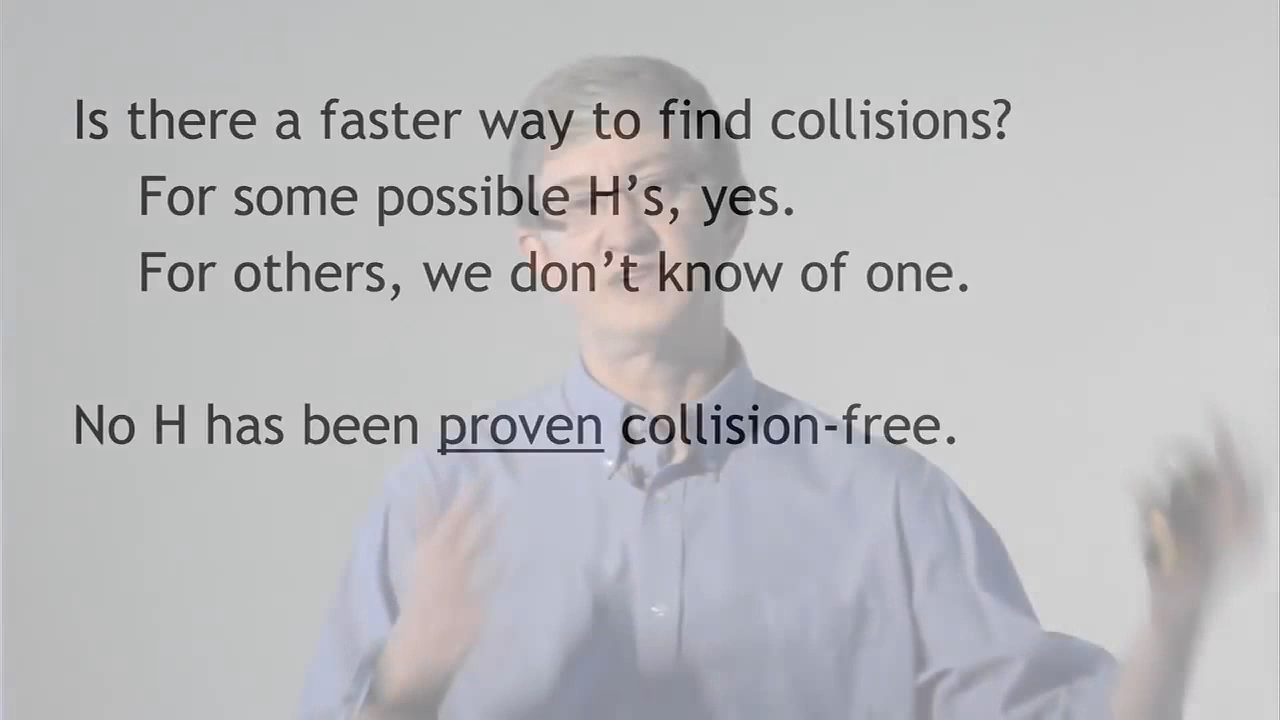 Is there a faster way to find collisions?
For some possible H’s, yes.
For others, we don’t know of one.
No H has been proven collision-free.